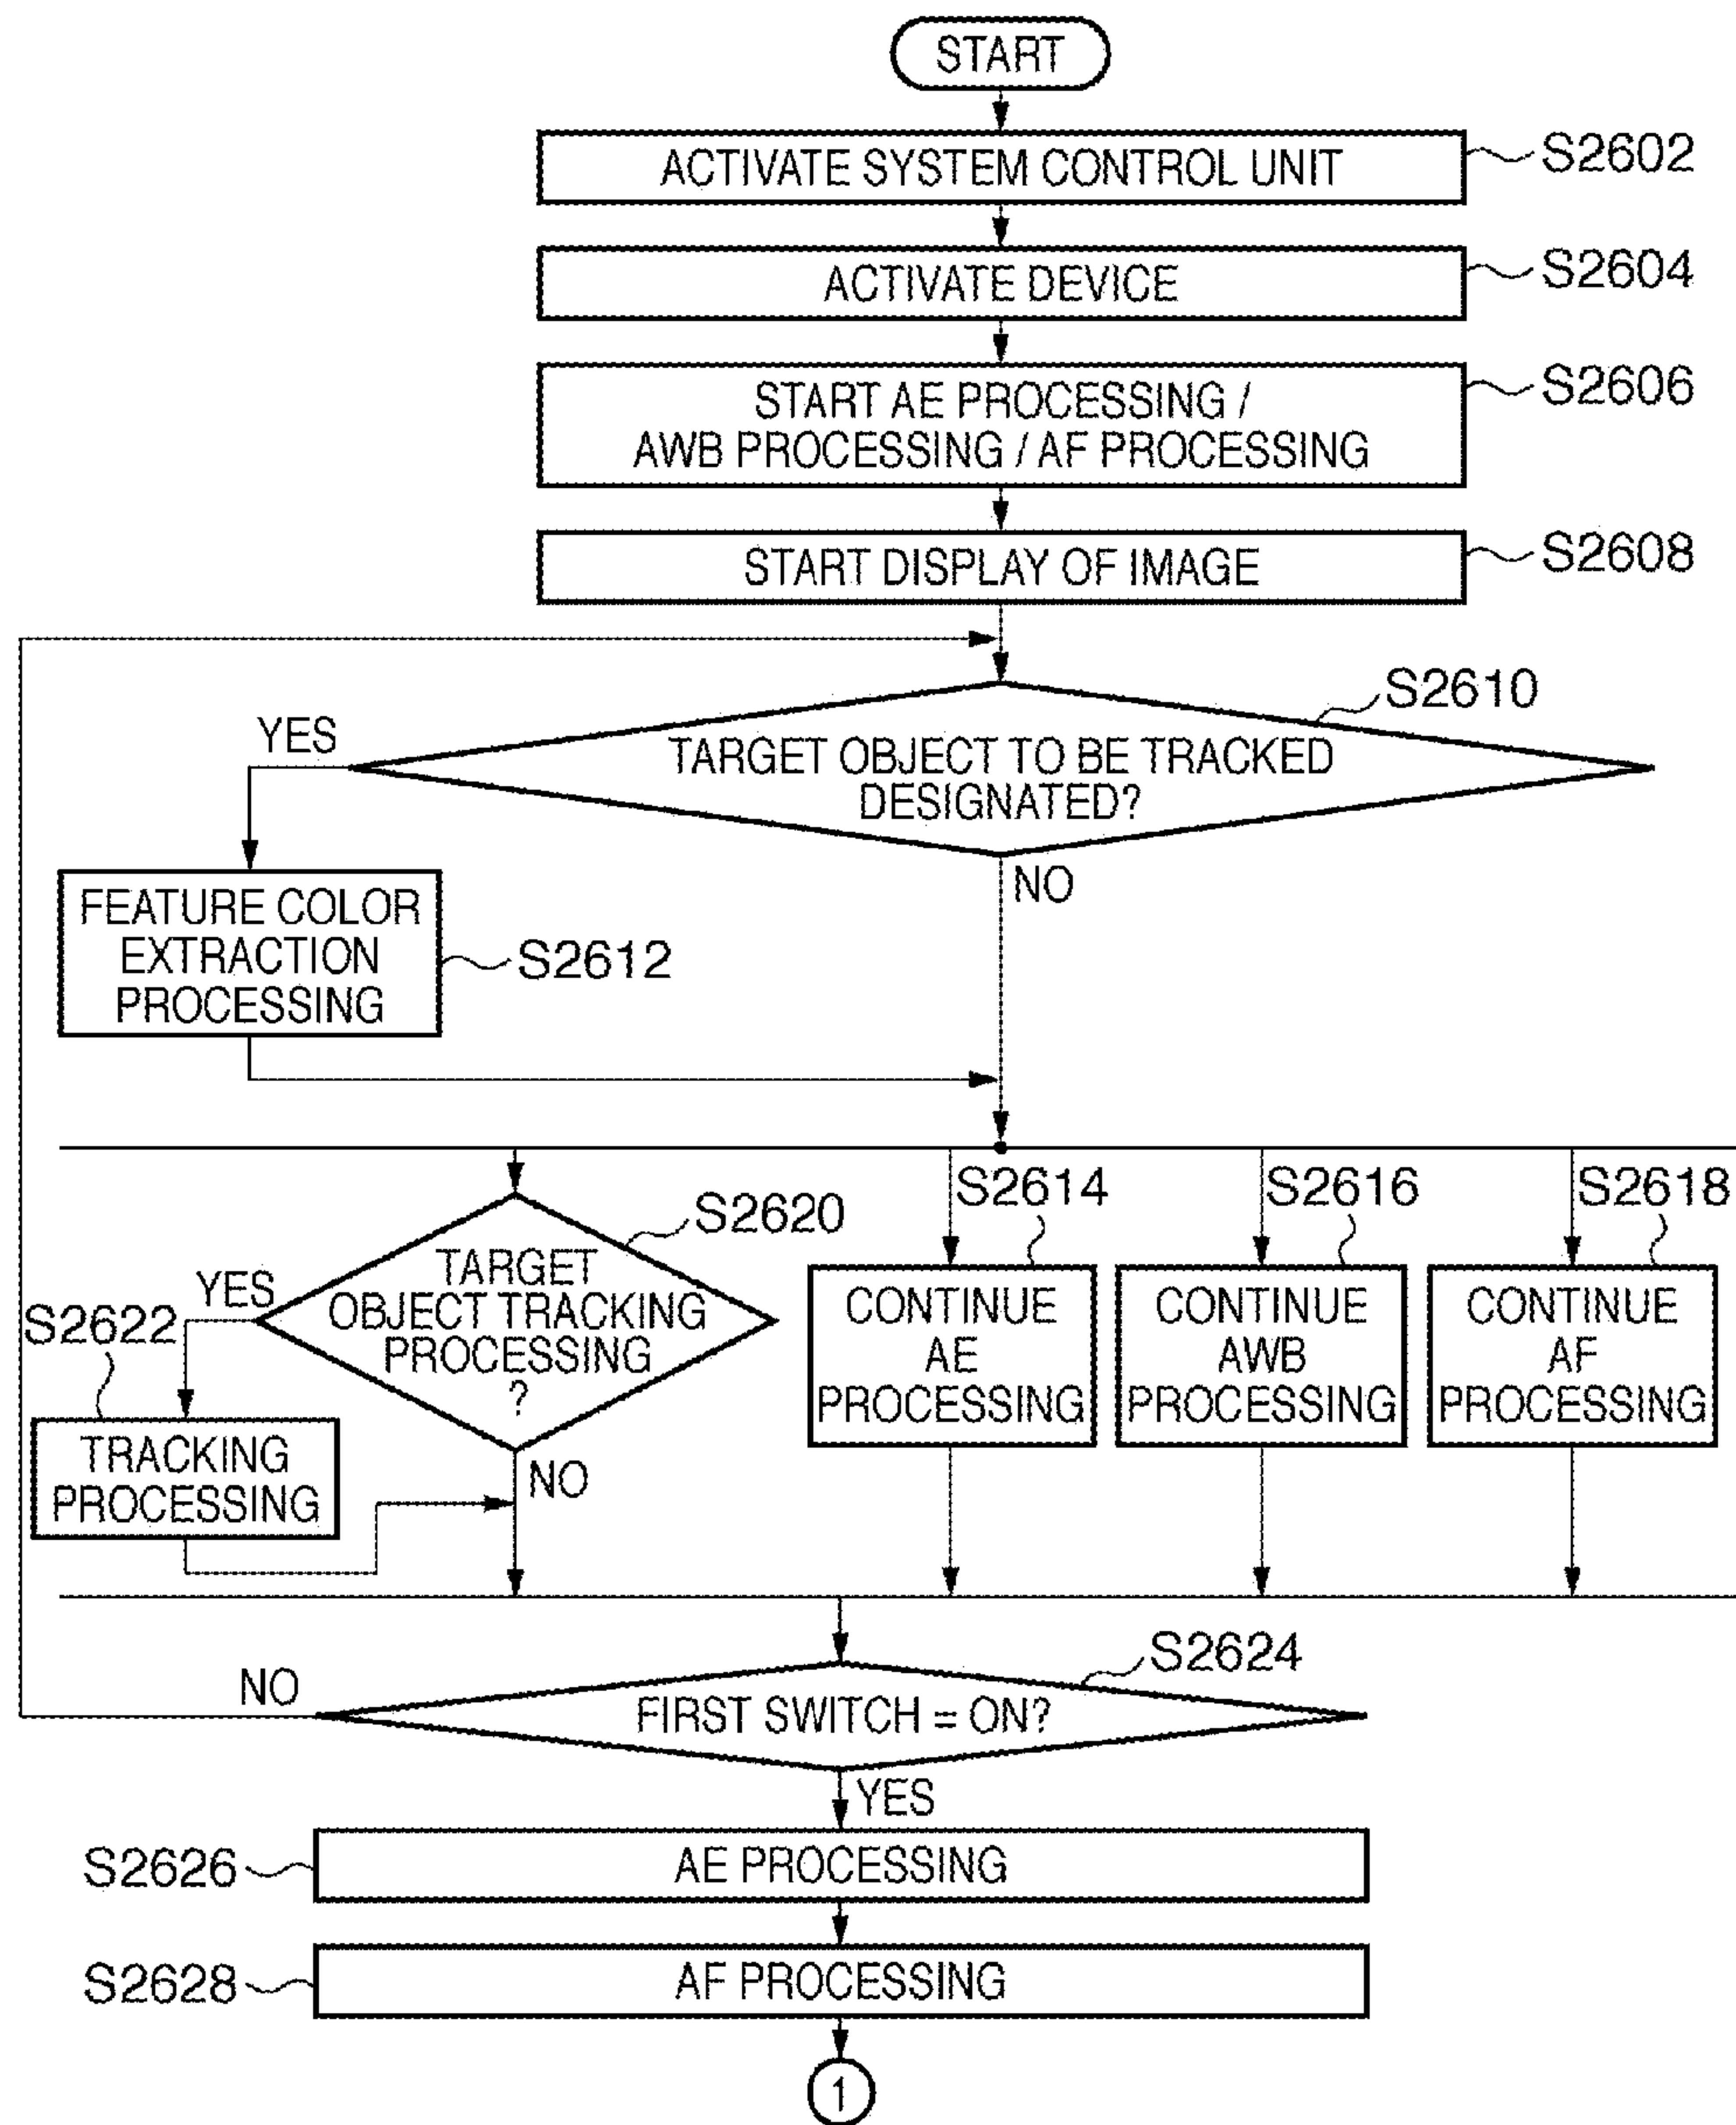 START
ACTIVATE SYSTEM CONTROL UNIT
S2602
ACTIVATE DEVICE
S2604
START AE PROCESSING /
AWB PROCESSING / AF PROCESSING
S2606
START DISPLAY OF IMAGE
S2608
S2610
YES
TARGET OBJECT TO BE TRACKED
DESIGNATED?
NO
FEATURE COLOR
EXTRACTION
PROCESSING
S2612
S2620
TARGET
OBJECT TRACKING
PROCESSING
?
YES
NO
S2622
TRACKING
PROCESSING
S2614
CONTINUE
AE
PROCESSING
S2616
CONTINUE
AWB
PROCESSING
S2618
CONTINUE
AF
PROCESSING
S2624
NO
FIRST SWITCH = ON?
YES
S2626
AE PROCESSING
S2628
AF PROCESSING
1